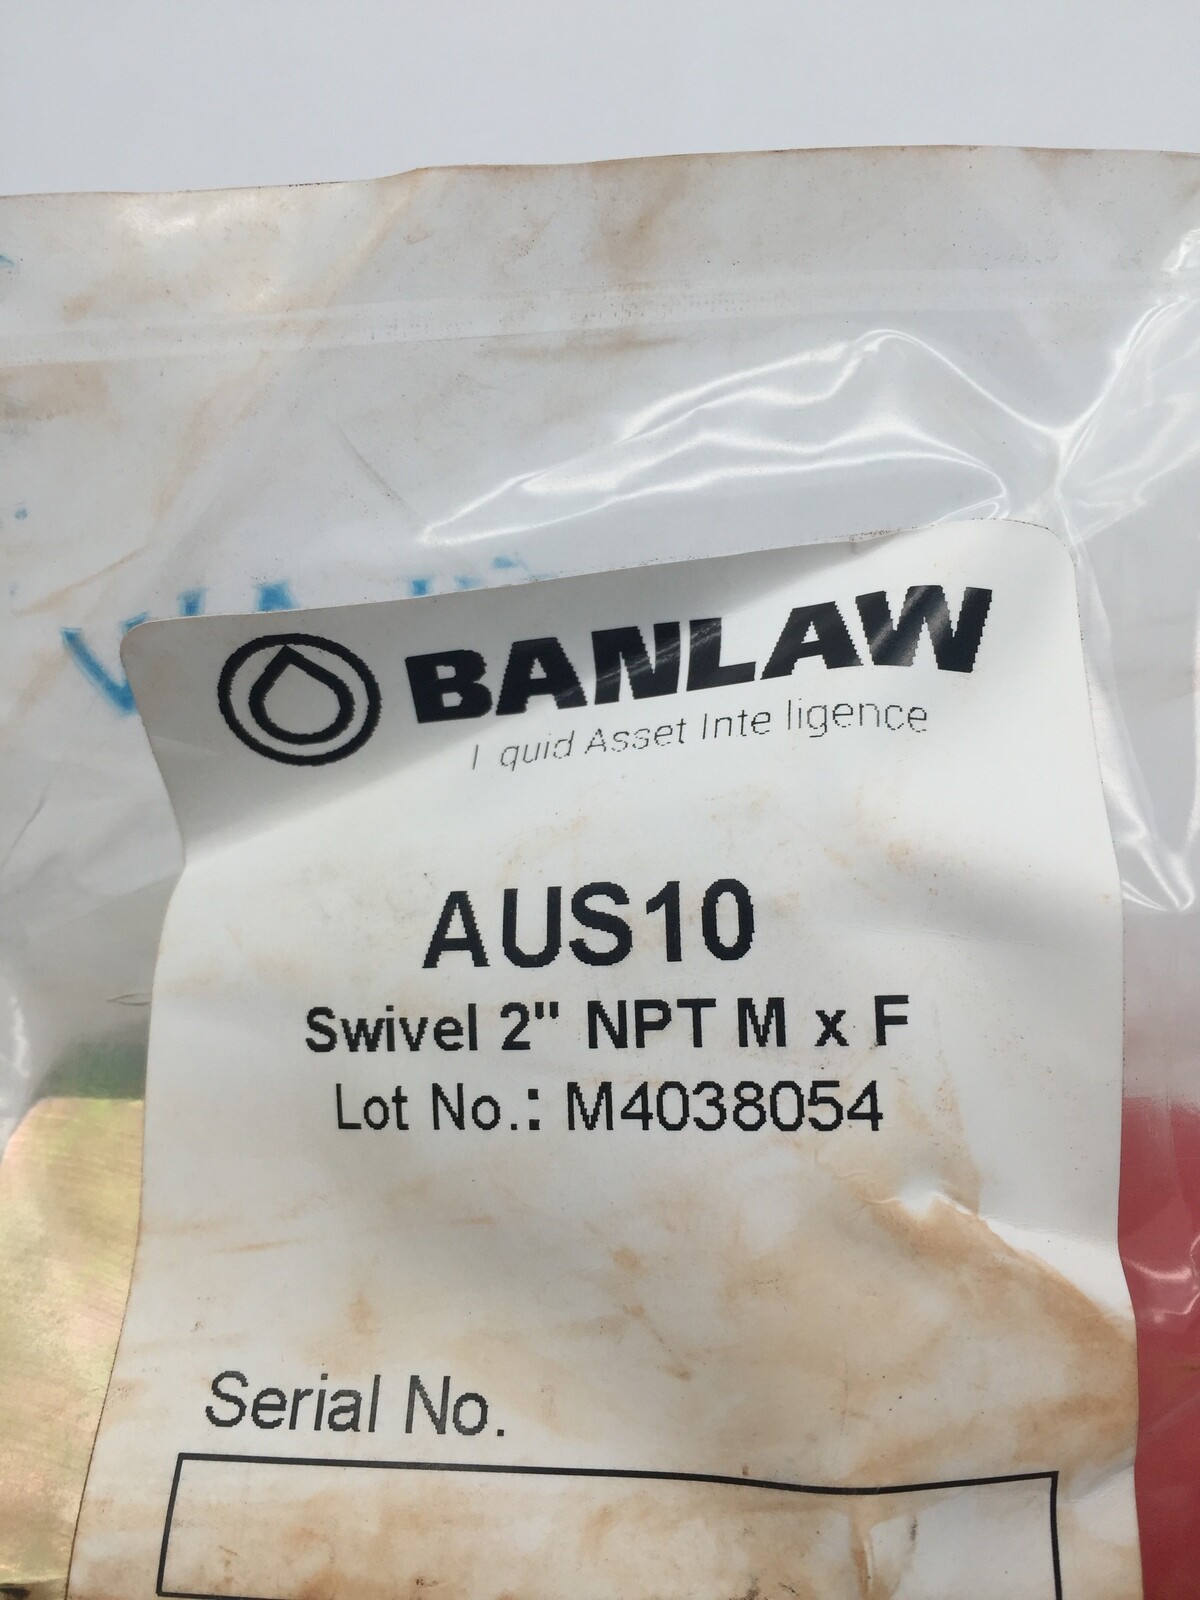 BANLAW
l quid Asset Inte ligence
AUS10
Swivel 2" NPT M x F
Lot No.: M4038054
Serial No.